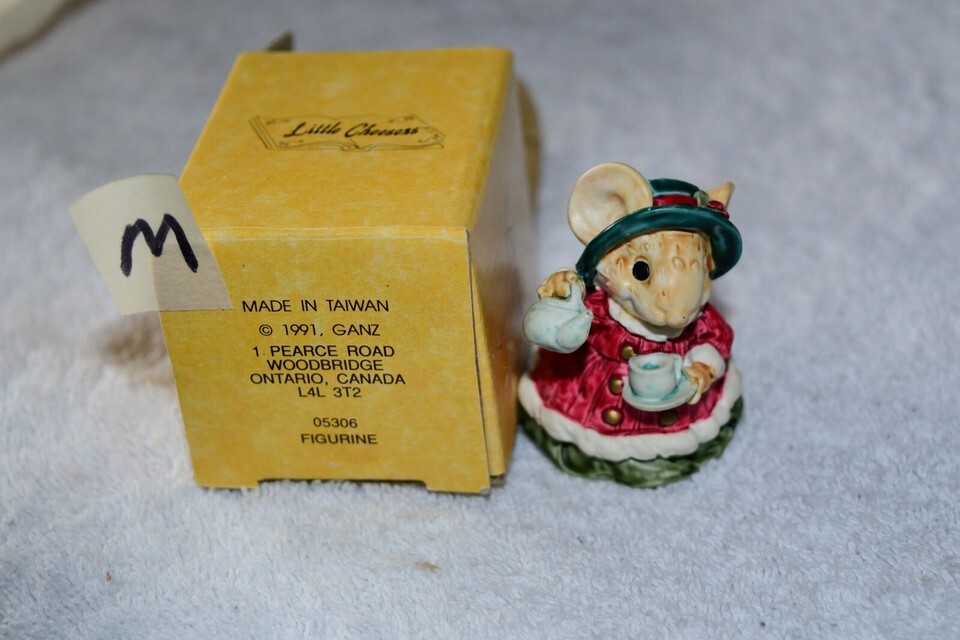 Little Cheesers
M
MADE IN TAIWAN
© 1991, GANZ
1 PEARCE ROAD
WOODBRIDGE
ONTARIO, CANADA
L4L 3T2
05306
FIGURINE